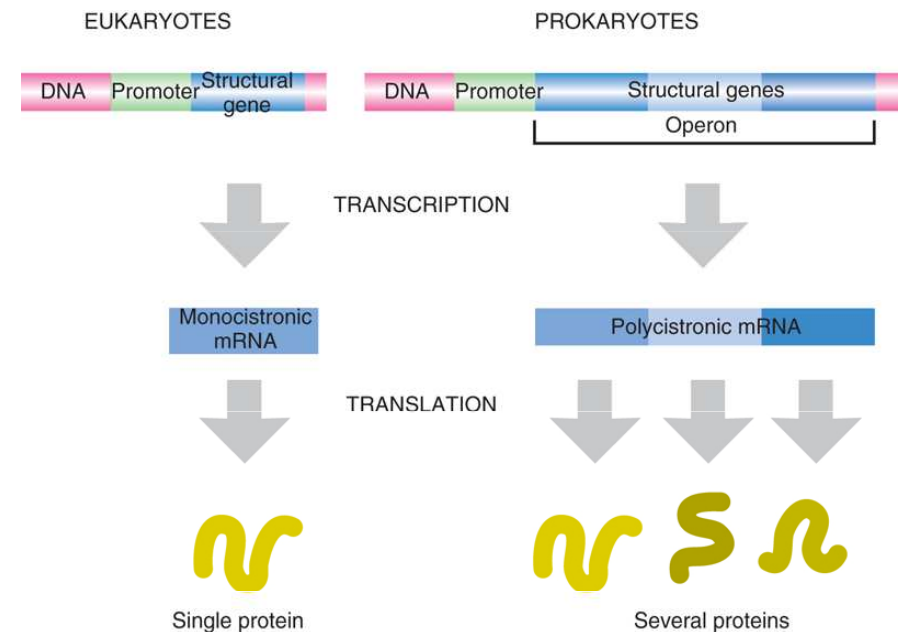 EUKARYOTES
PROKARYOTES
DNA
Promoter
Structural
gene
DNA
Promoter
Structural genes
Operon
TRANSCRIPTION
Monocistronic
mRNA
Polycistronic mRNA
TRANSLATION
Single protein
Several proteins